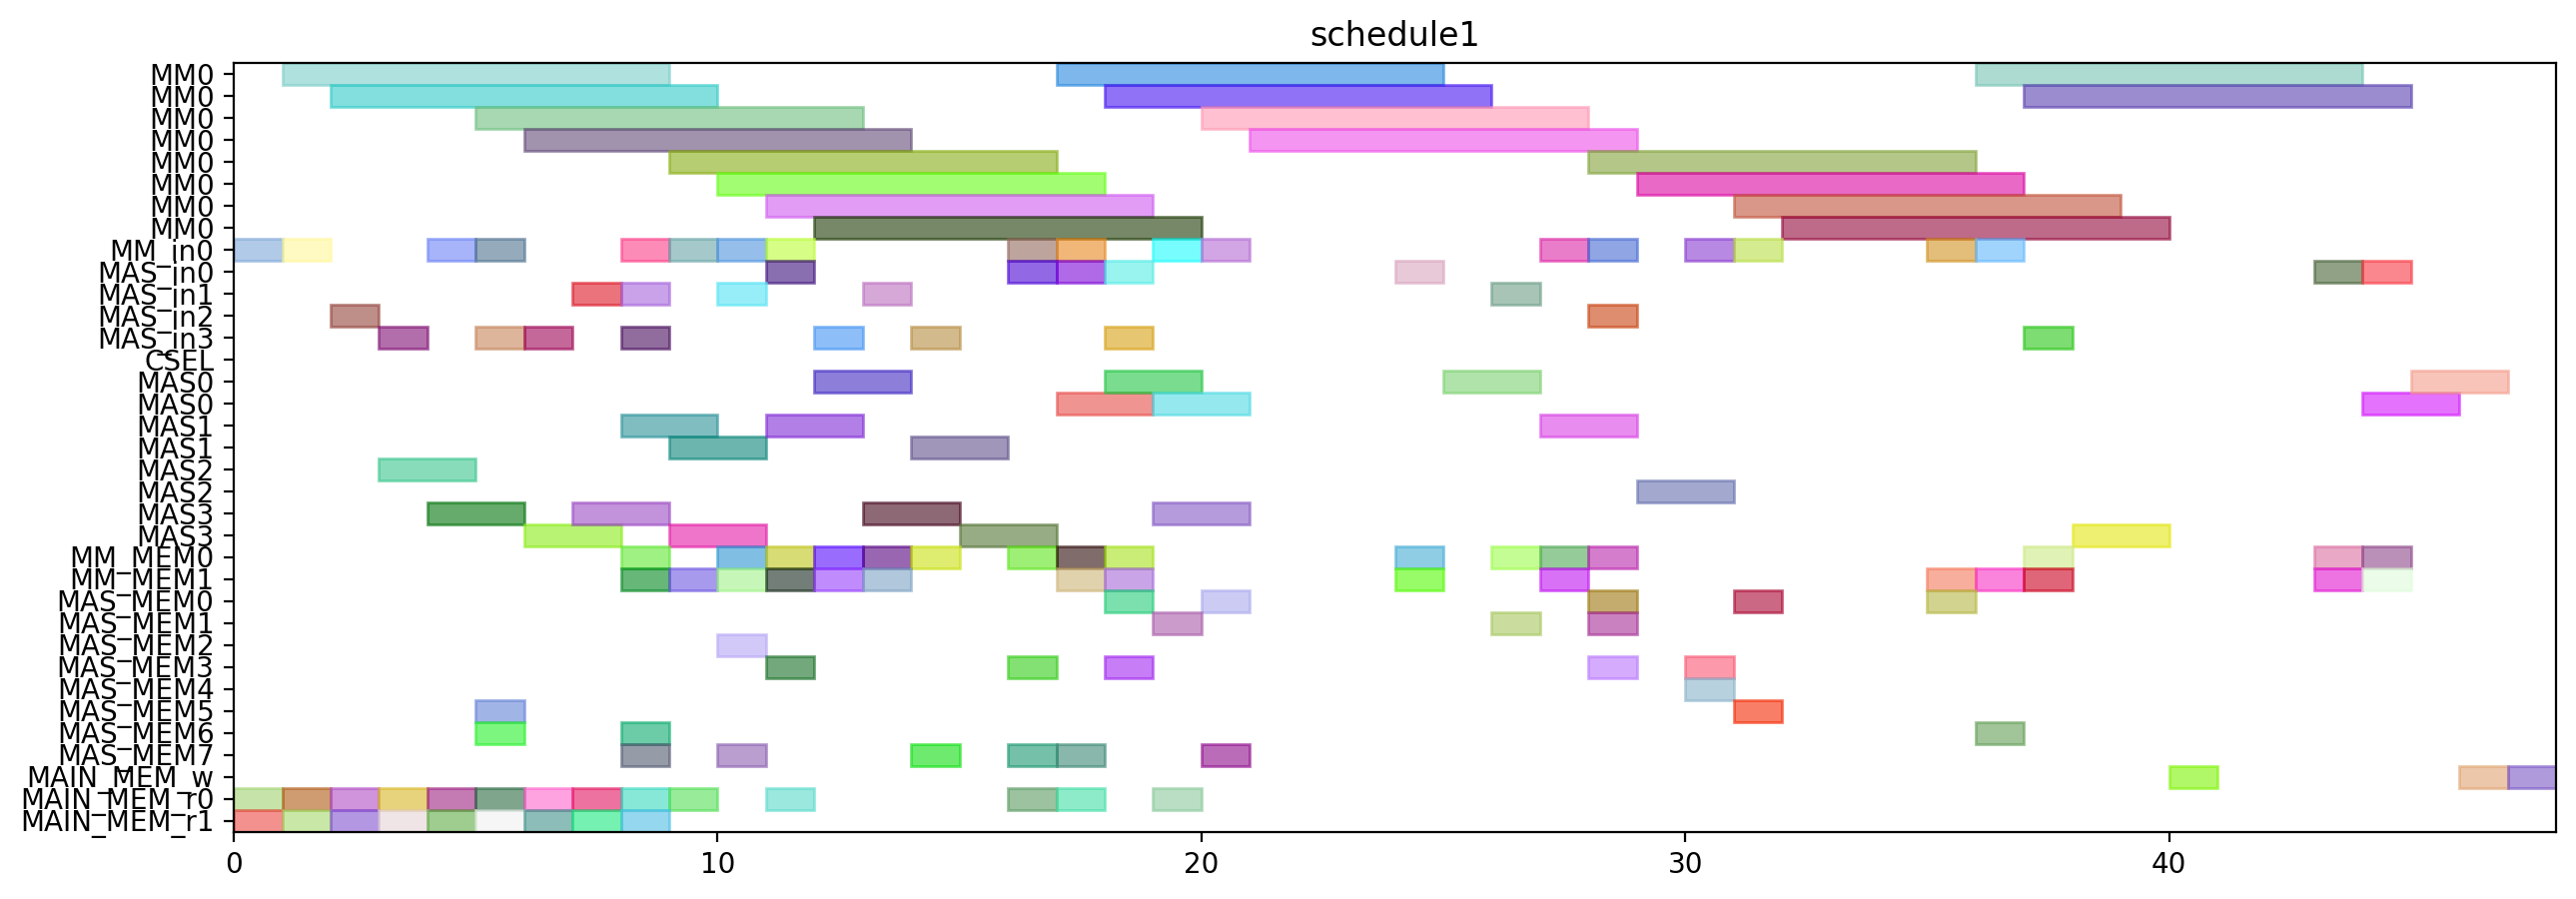 schedule1
MM0
MM0
MM0
MM0
MM0
MM0
MM0
MM0
MM_in0
MAS_in0
MAS_in1
MAS_in2
MAS_in3
CSEL
MAS0
MAS0
MAS1
MAS1
MAS2
MAS2
MAS3
MAS3
MM_MEM0
MM_MEM1
MAS_MEM0
MAS_MEM1
MAS_MEM2
MAS_MEM3
MAS_MEM4
MAS_MEM5
MAS_MEM6
MAS_MEM7
MAIN_MEM_w
MAIN_MEM_r0
MAIN_MEM_r1
0 10 20 30 40